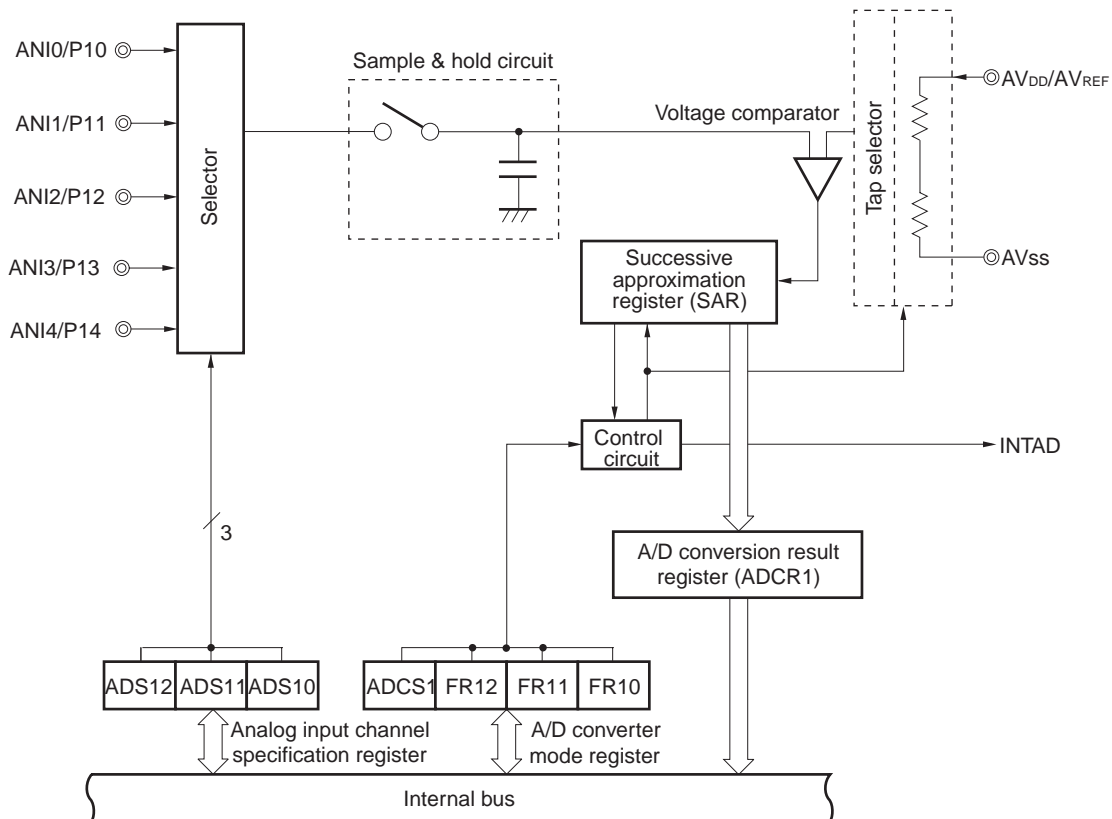 ANI0/P10
ANI1/P11
ANI2/P12
ANI3/P13
ANI4/P14
Selector
Sample & hold circuit
Voltage comparator
Tap selector
AVDD/AVREF
AVss
Successive
approximation
register (SAR)
Control
circuit
INTAD
3
A/D conversion result
register (ADCR1)
ADS12
ADS11
ADS10
ADCS1
FR12
FR11
FR10
Analog input channel
specification register
A/D converter
mode register
Internal bus